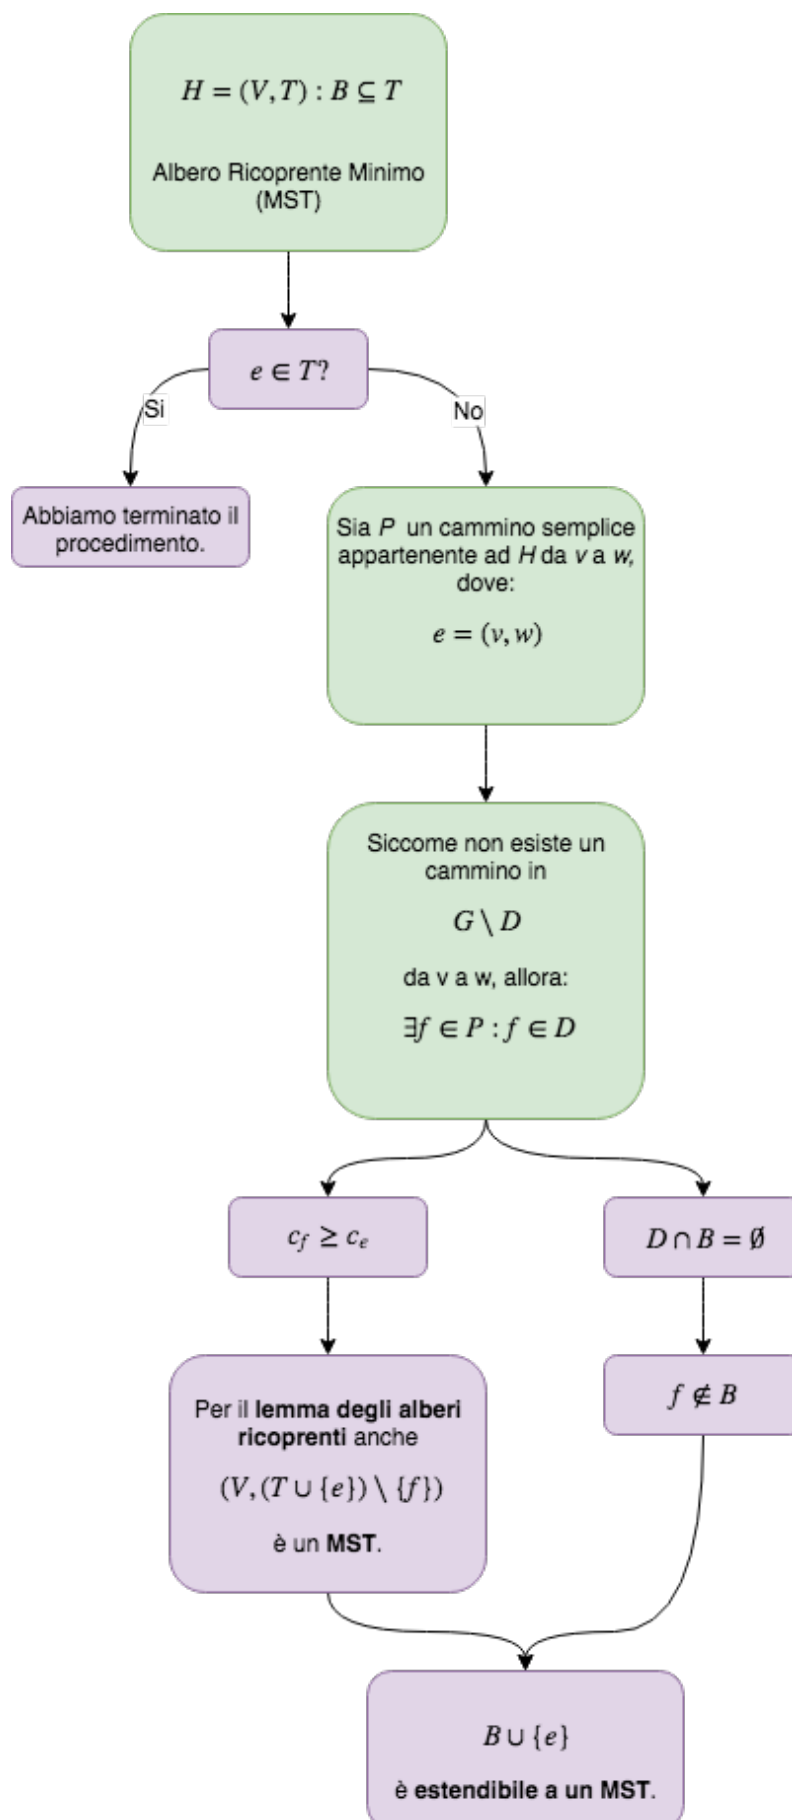 H = (V, T) : B ⊆ T
Albero Ricoprente Minimo
(MST)
e ∈ T?
Si
No
Abbiamo terminato il
procedimento.
Sia P un cammino semplice
appartenente ad H da v a w,
dove:
e = (v, w)
Siccome non esiste un
cammino in
G \ D
da v a w, allora:
∃f ∈ P : f ∈ D
c_f ≥ c_e
D ∩ B = ∅
Per il lemma degli alberi
ricoprenti anche
(V, (T ∪ {e}) \ {f})
è un MST.
f ∉ B
B ∪ {e}
è estendibile a un MST.